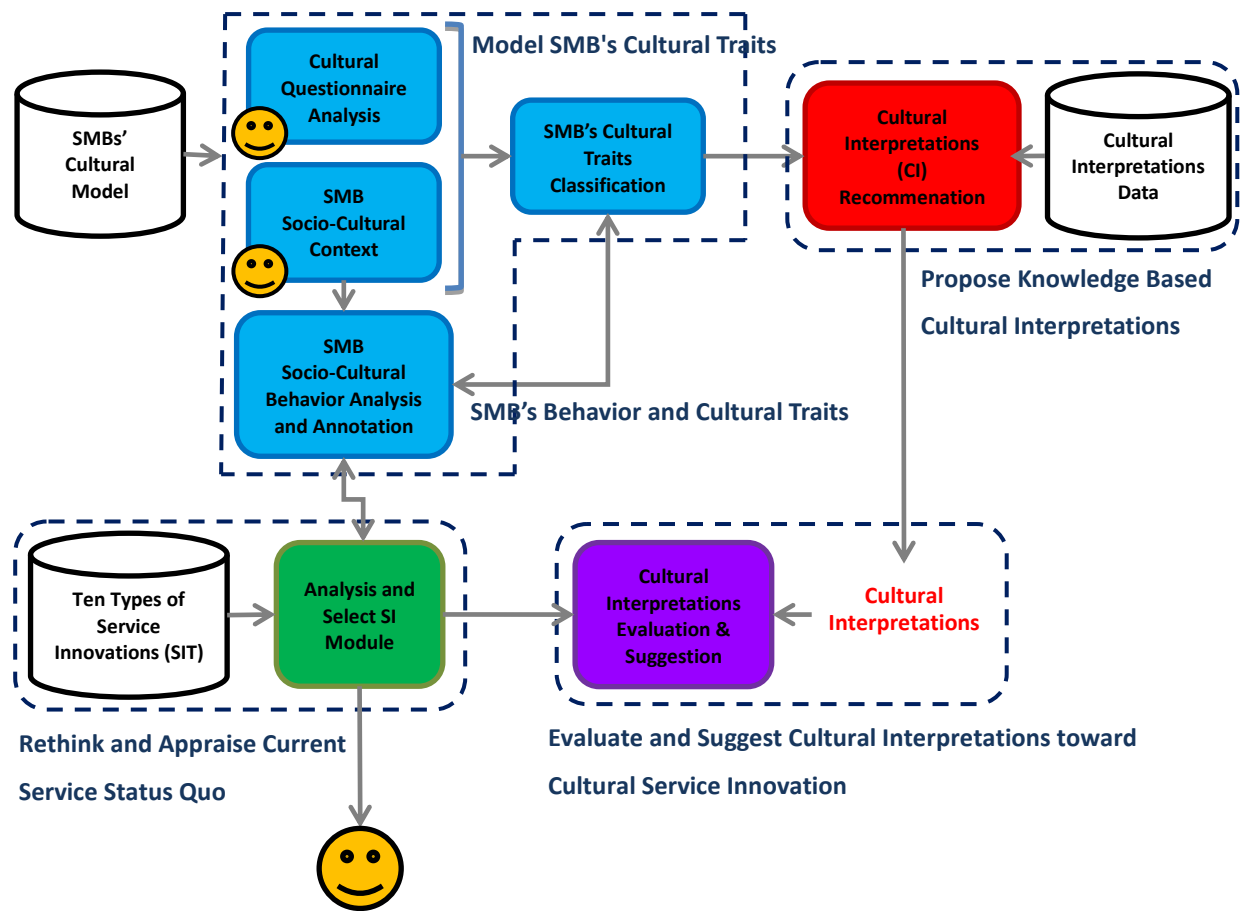 Model SMB's Cultural Traits
Cultural
Questionnaire
Analysis
SMBs’
Cultural
Model
SMB
Socio-Cultural
Context
SMB’s Cultural
Traits
Classification
Cultural
Interpretations
(CI)
Recommenation
Cultural
Interpretations
Data
Propose Knowledge Based
Cultural Interpretations
SMB
Socio-Cultural
Behavior Analysis
and Annotation
SMB’s Behavior and Cultural Traits
Ten Types of
Service
Innovations (SIT)
Analysis and
Select SI
Module
Cultural
Interpretations
Evaluation &
Suggestion
Cultural
Interpretations
Rethink and Appraise Current
Service Status Quo
Evaluate and Suggest Cultural Interpretations toward
Cultural Service Innovation